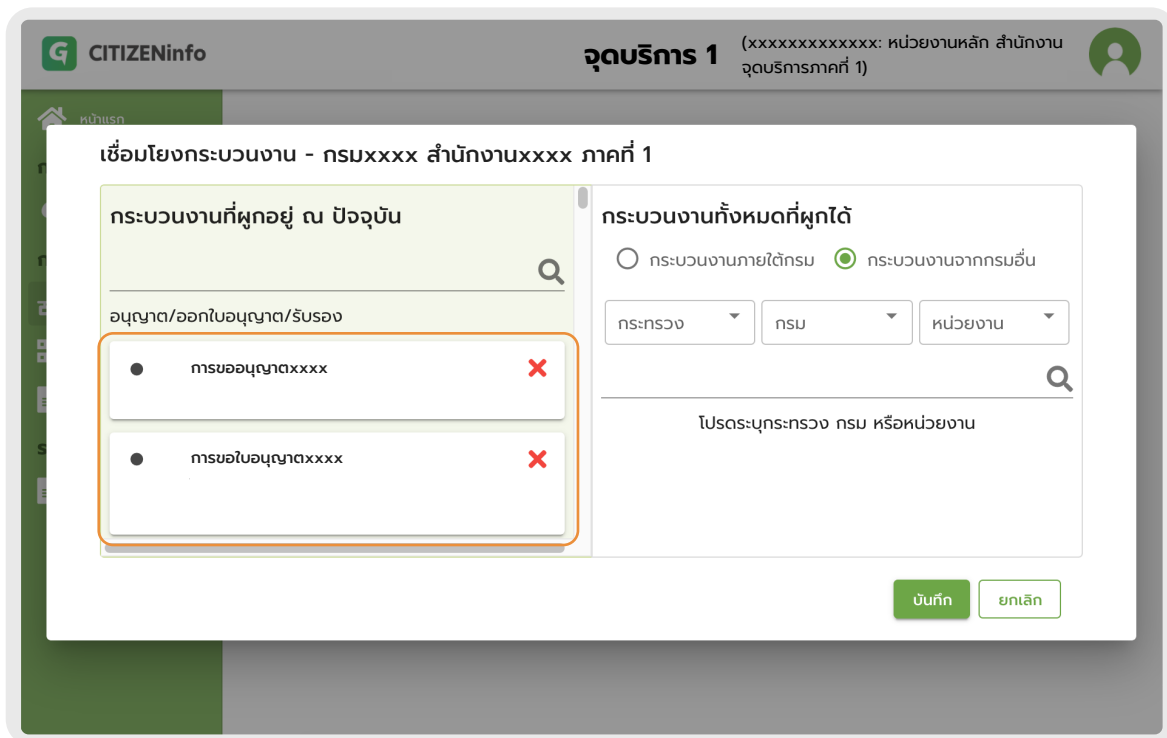 CITIZENinfo
จุดบริการ 1
(xxxxxxxxxxxxx: หน่วยงานหลัก สำนักงาน
จุดบริการภาคที่ 1)
หน้าแรก
เชื่อมโยงกระบวนงาน - กรมxxxx สำนักงานxxxx ภาคที่ 1
กระบวนงานที่ผูกอยู่ ณ ปัจจุบัน
อนุญาต/ออกใบอนุญาต/รับรอง
การขออนุญาตxxxx
การขอใบอนุญาตxxxx
กระบวนงานทั้งหมดที่ผูกได้
กระบวนงานภายใต้กรม
กระบวนงานจากกรมอื่น
กระทรวง
กรม
หน่วยงาน
โปรดระบุกระทรวง กรม หรือหน่วยงาน
บันทึก
ยกเลิก